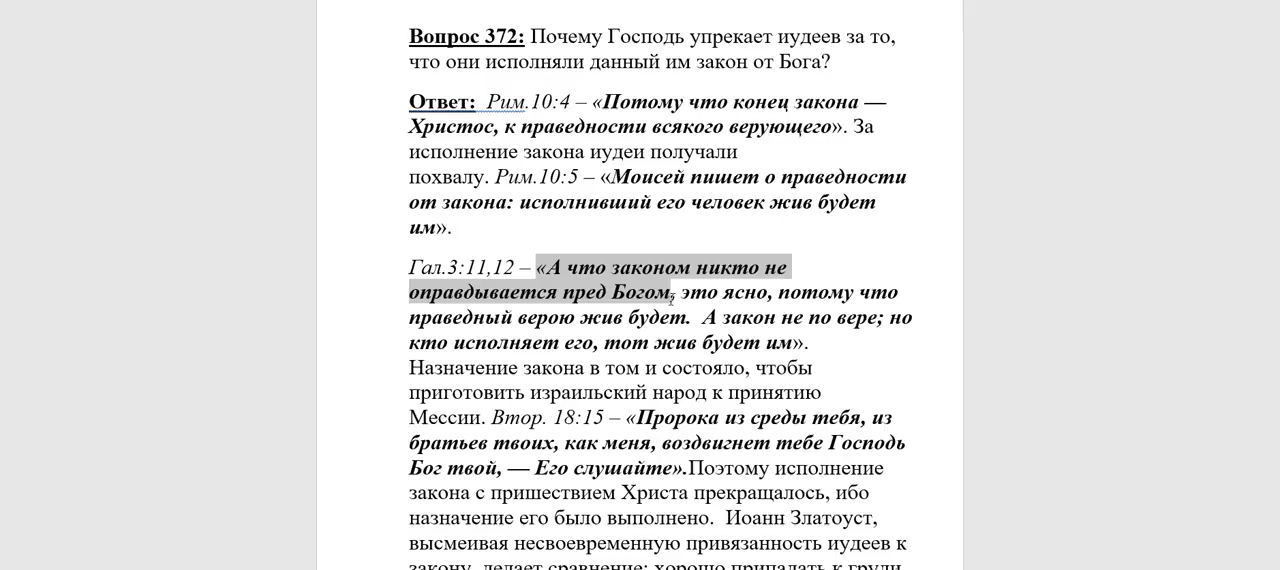 Вопрос 372: Почему Господь упрекает иудеев за то,
что они исполняли данный им закон от Бога?
Ответ: Рим.10:4 – «Потому что конец закона —
Христос, к праведности всякого верующего». За
исполнение закона иудеи получали
похвалу. Рим.10:5 – «Моисей пишет о праведности
от закона: исполнивший его человек жив будет
им».
Гал.3:11,12 – «А что законом никто не
оправдывается пред Богом, это ясно, потому что
праведный верою жив будет. А закон не по вере; но
кто исполняет его, тот жив будет им».
Назначение закона в том и состояло, чтобы
приготовить израильский народ к принятию
Мессии. Втор. 18:15 – «Пророка из среды тебя, из
братьев твоих, как меня, воздвигнет тебе Господь
Бог твой, — Его слушайте».Поэтому исполнение
закона с пришествием Христа прекращалось, ибо
назначение его было выполнено. Иоанн Златоуст,
высмеивая несвоевременную привязанность иудеев к
закону, делает сравнение: хорошо припадать к груди